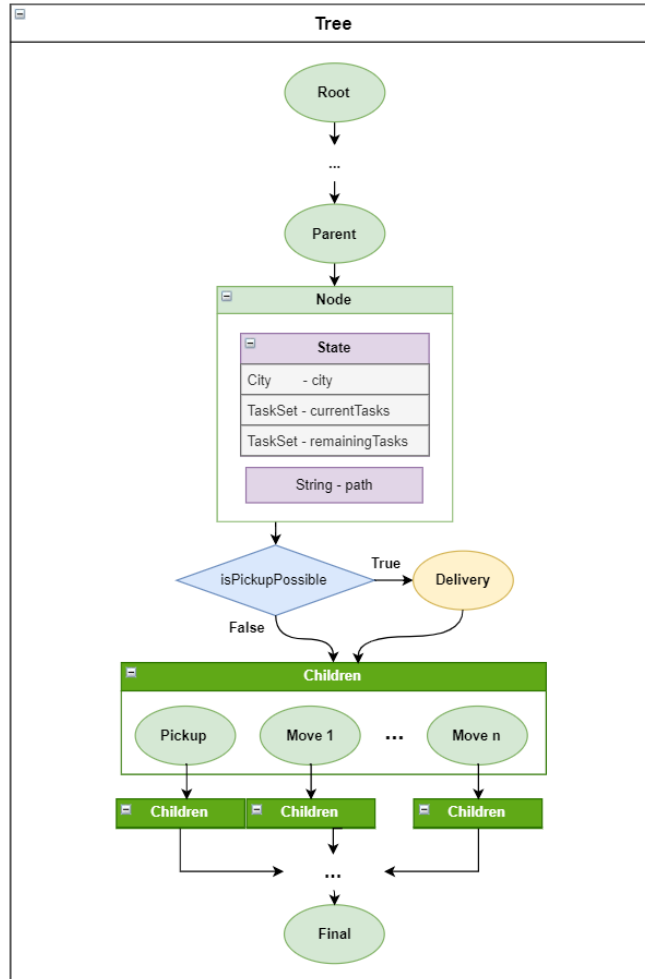 Tree
Root
...
Parent
Node
State
City - city
TaskSet - currentTasks
TaskSet - remainingTasks
String - path
isPickupPossible
True
Delivery
False
Children
Pickup
Move 1
...
Move n
Children
Children
Children
...
Final